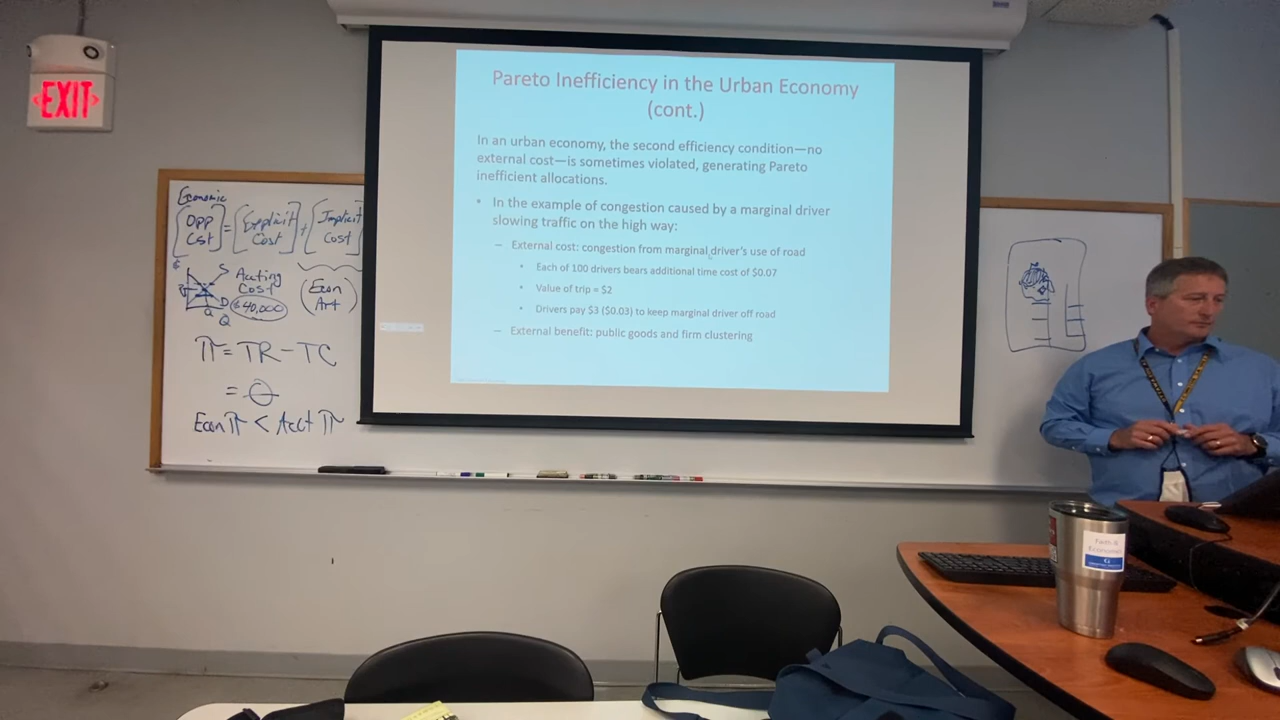 EXIT
Pareto Inefficiency in the Urban Economy
(cont.)
In an urban economy, the second efficiency condition—no
external cost—is sometimes violated, generating Pareto
inefficient allocations.
• In the example of congestion caused by a marginal driver
slowing traffic on the high way:
– External cost: congestion from marginal driver's use of road
• Each of 100 drivers bears additional time cost of $0.07
• Value of trip = $2
• Drivers pay $3 ($0.03) to keep marginal driver off road
– External benefit: public goods and firm clustering
Economic
[Opp Cst] = [Explicit Cost] + [Implicit Cost]
S
D
Q
Q
Accting
Cost
$40,000
(Econ
Art)
π = TR - TC
=
Econ π < Acct π
Faith &
Economics